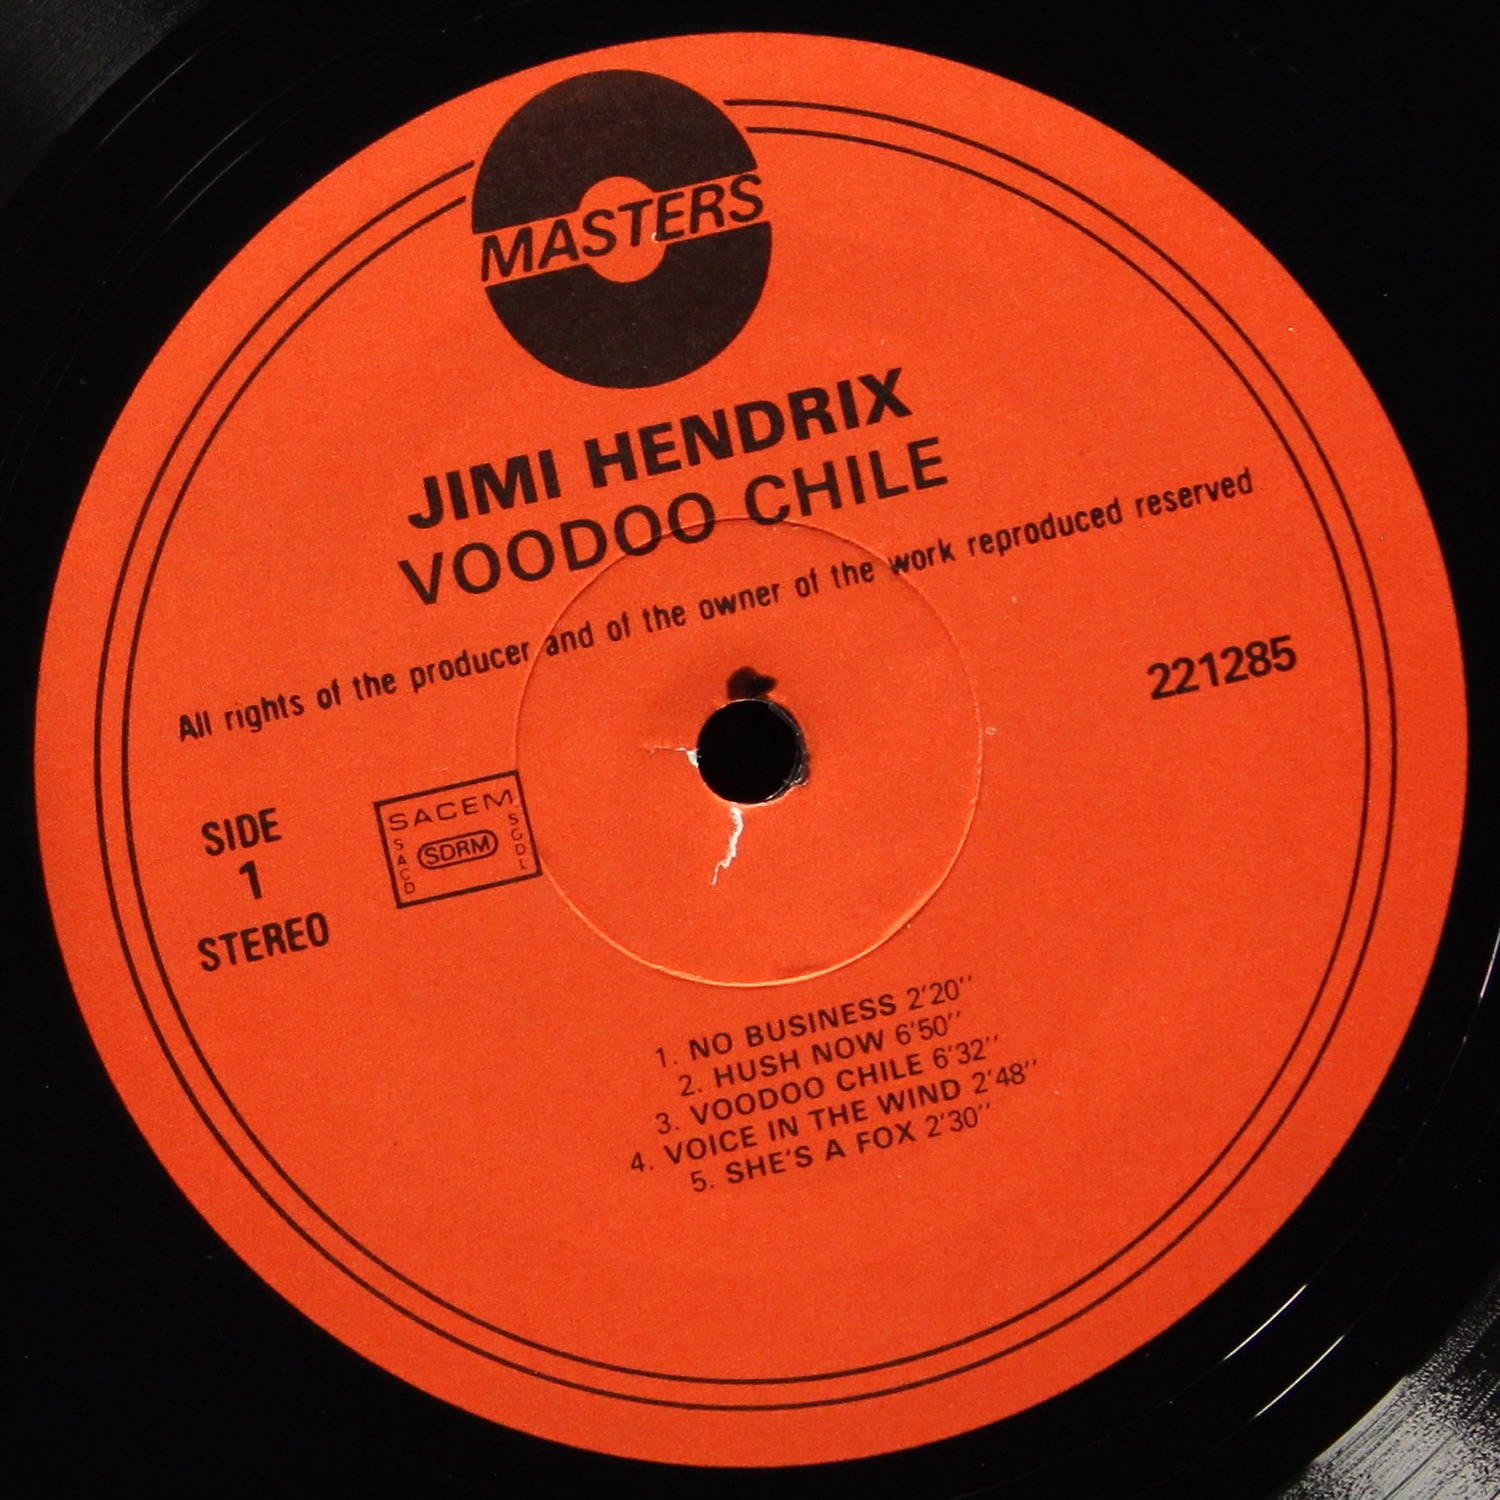 MASTERS
JIMI HENDRIX
VOODOO CHILE
All rights of the producer and of the owner of the work reproduced reserved
221285
SIDE
1
STEREO
SACEM
SACD
SDRM
SGDL
1. NO BUSINESS 2'20''
2. HUSH NOW 6'50''
3. VOODOO CHILE 6'32''
4. VOICE IN THE WIND 2'48''
5. SHE'S A FOX 2'30''